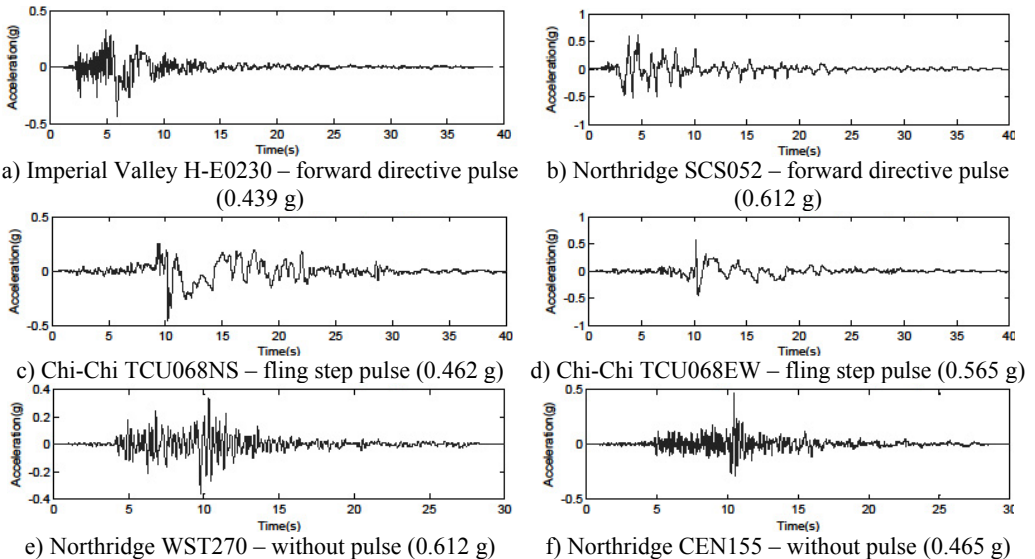 0.5
0
-0.5
Acceleration(g)
0 5 10 15 20 25 30 35 40
Time(s)
a) Imperial Valley H-E0230 – forward directive pulse
(0.439 g)
1
0.5
0
-0.5
-1
Acceleration(g)
0 5 10 15 20 25 30 35 40
Time(s)
b) Northridge SCS052 – forward directive pulse
(0.612 g)
0.5
0
-0.5
Acceleration(g)
0 5 10 15 20 25 30 35 40
Time(s)
c) Chi-Chi TCU068NS – fling step pulse (0.462 g)
1
0.5
0
-0.5
-1
Acceleration(g)
0 5 10 15 20 25 30 35 40
Time(s)
d) Chi-Chi TCU068EW – fling step pulse (0.565 g)
0.4
0.2
0
-0.2
-0.4
Acceleration(g)
0 5 10 15 20 25 30
Time(s)
e) Northridge WST270 – without pulse (0.612 g)
0.5
0
-0.5
Acceleration(g)
0 5 10 15 20 25 30
Time(s)
f) Northridge CEN155 – without pulse (0.465 g)